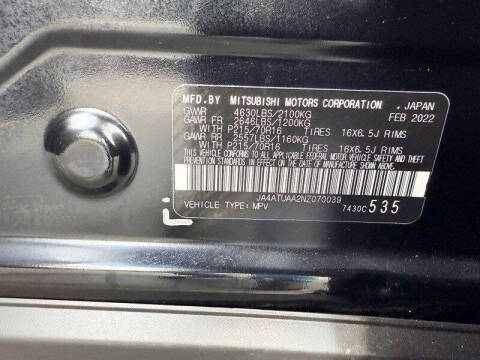 MFD.BY MITSUBISHI MOTORS CORPORATION , JAPAN
GVWR 4630LBS/2100KG FEB 2022
GAWR FR 2646LBS/1200KG
WITH P215/70R16 TIRES 16X6.5J RIMS
GAWR RR 2557LBS/1160KG
WITH P215/70R16 TIRES 16X6.5J RIMS
THIS VEHICLE CONFORMS TO ALL APPLICABLE FEDERAL MOTOR VEHICLE SAFETY AND THEFT
PREVENTION STANDARDS IN EFFECT ON THE DATE OF MANUFACTURE SHOWN ABOVE.
JA4ATUAA2NZ070039
VEHICLE TYPE: MPV 7430C 535